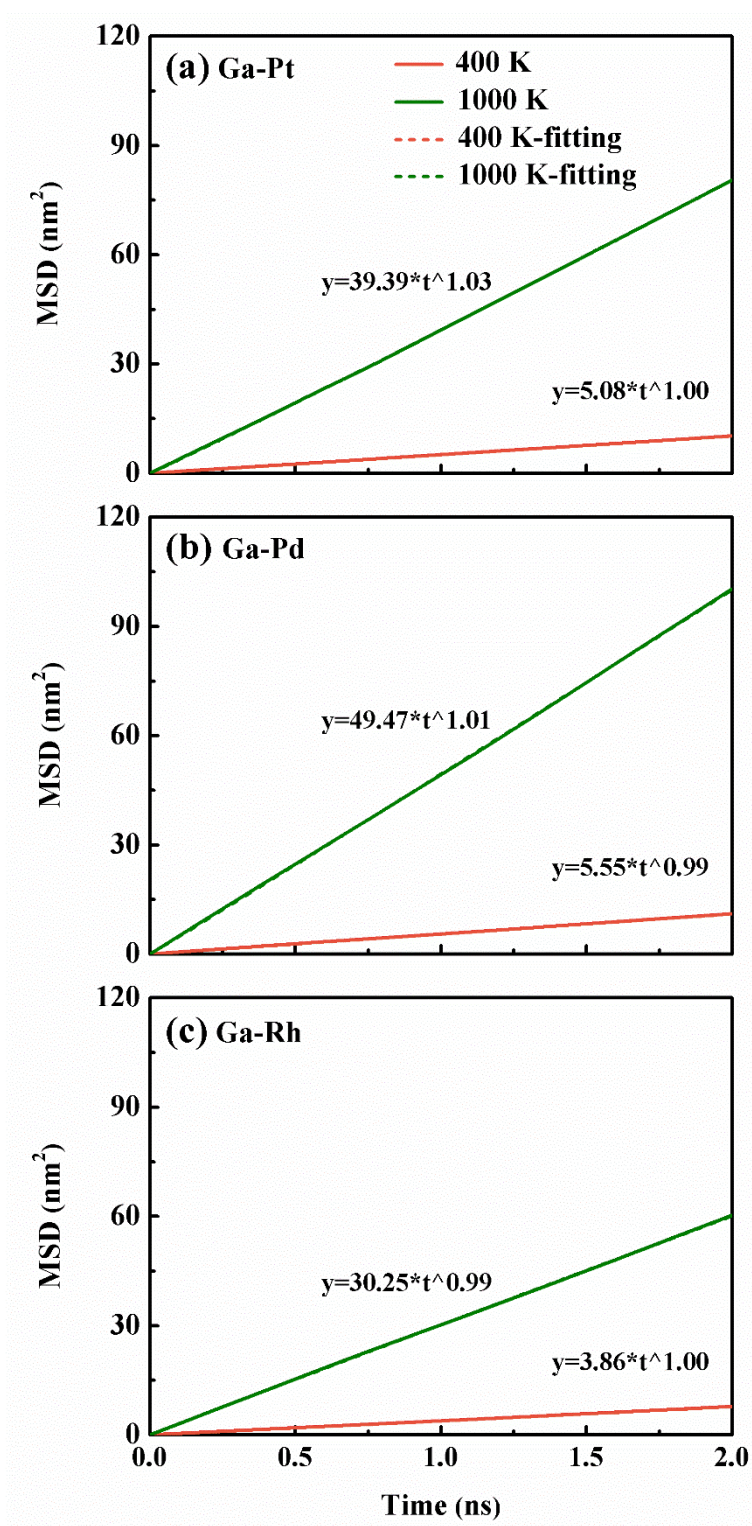 120
(a) Ga-Pt
400 K
1000 K
400 K-fitting
1000 K-fitting
90
MSD (nm²)
60
y=39.39*t^1.03
30
y=5.08*t^1.00
0
120
(b) Ga-Pd
90
MSD (nm²)
60
y=49.47*t^1.01
30
y=5.55*t^0.99
0
120
(c) Ga-Rh
90
MSD (nm²)
60
y=30.25*t^0.99
30
y=3.86*t^1.00
0
0.0 0.5 1.0 1.5 2.0
Time (ns)